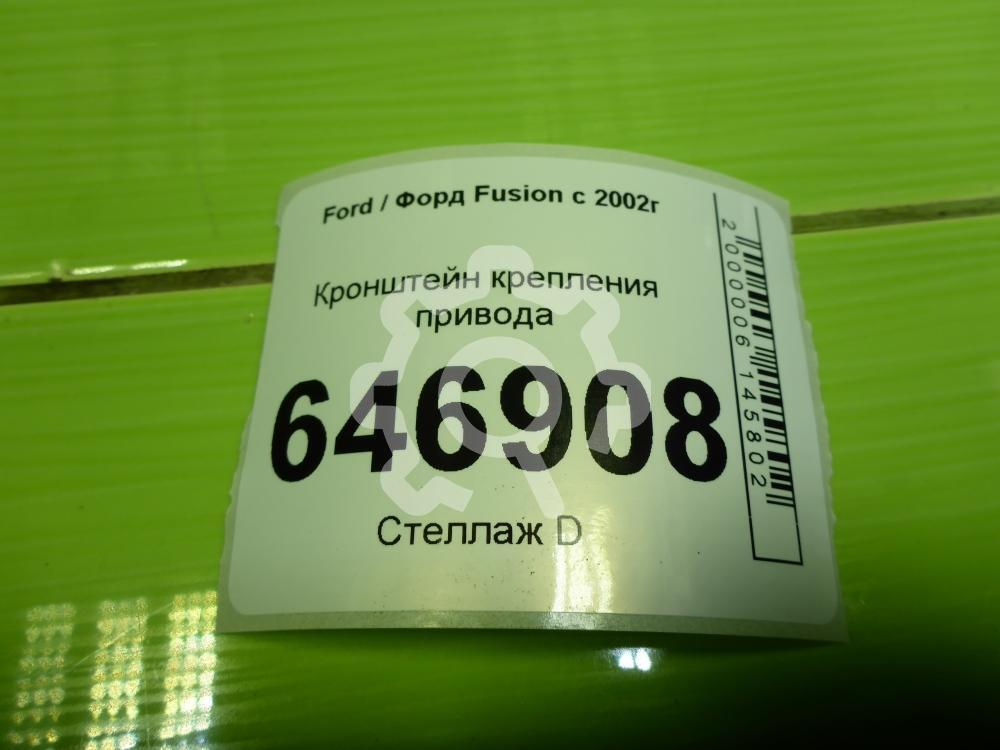 Ford / Форд Fusion с 2002г
Кронштейн крепления
привода
646908
Стеллаж D
2000006145802